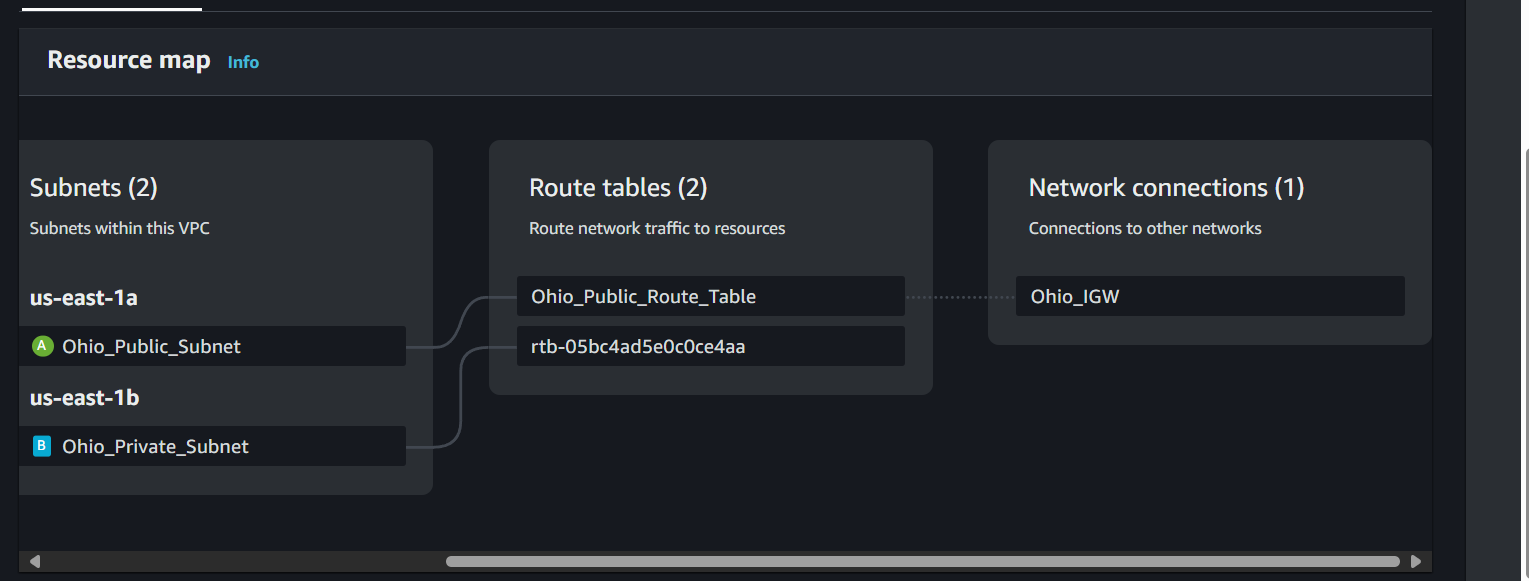 Resource map Info
Subnets (2)
Subnets within this VPC
us-east-1a
A Ohio_Public_Subnet
us-east-1b
B Ohio_Private_Subnet
Route tables (2)
Route network traffic to resources
Ohio_Public_Route_Table
rtb-05bc4ad5e0c0ce4aa
Network connections (1)
Connections to other networks
Ohio_IGW